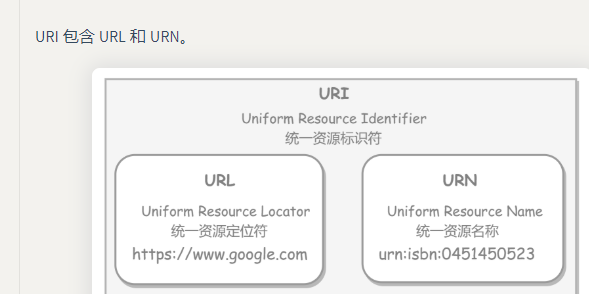 URI 包含 URL 和 URN。
URI
Uniform Resource Identifier
统一资源标识符
URL
Uniform Resource Locator
统一资源定位符
https://www.google.com
URN
Uniform Resource Name
统一资源名称
urn:isbn:0451450523